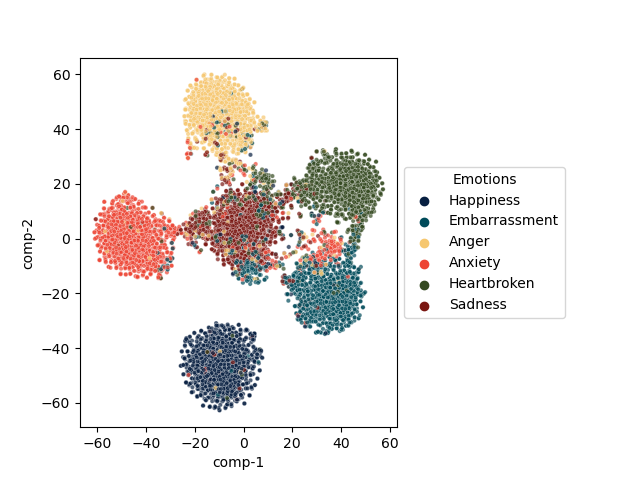 60
40
20
0
−20
−40
−60
comp-2
−60 −40 −20 0 20 40 60
comp-1
Emotions
Happiness
Embarrassment
Anger
Anxiety
Heartbroken
Sadness